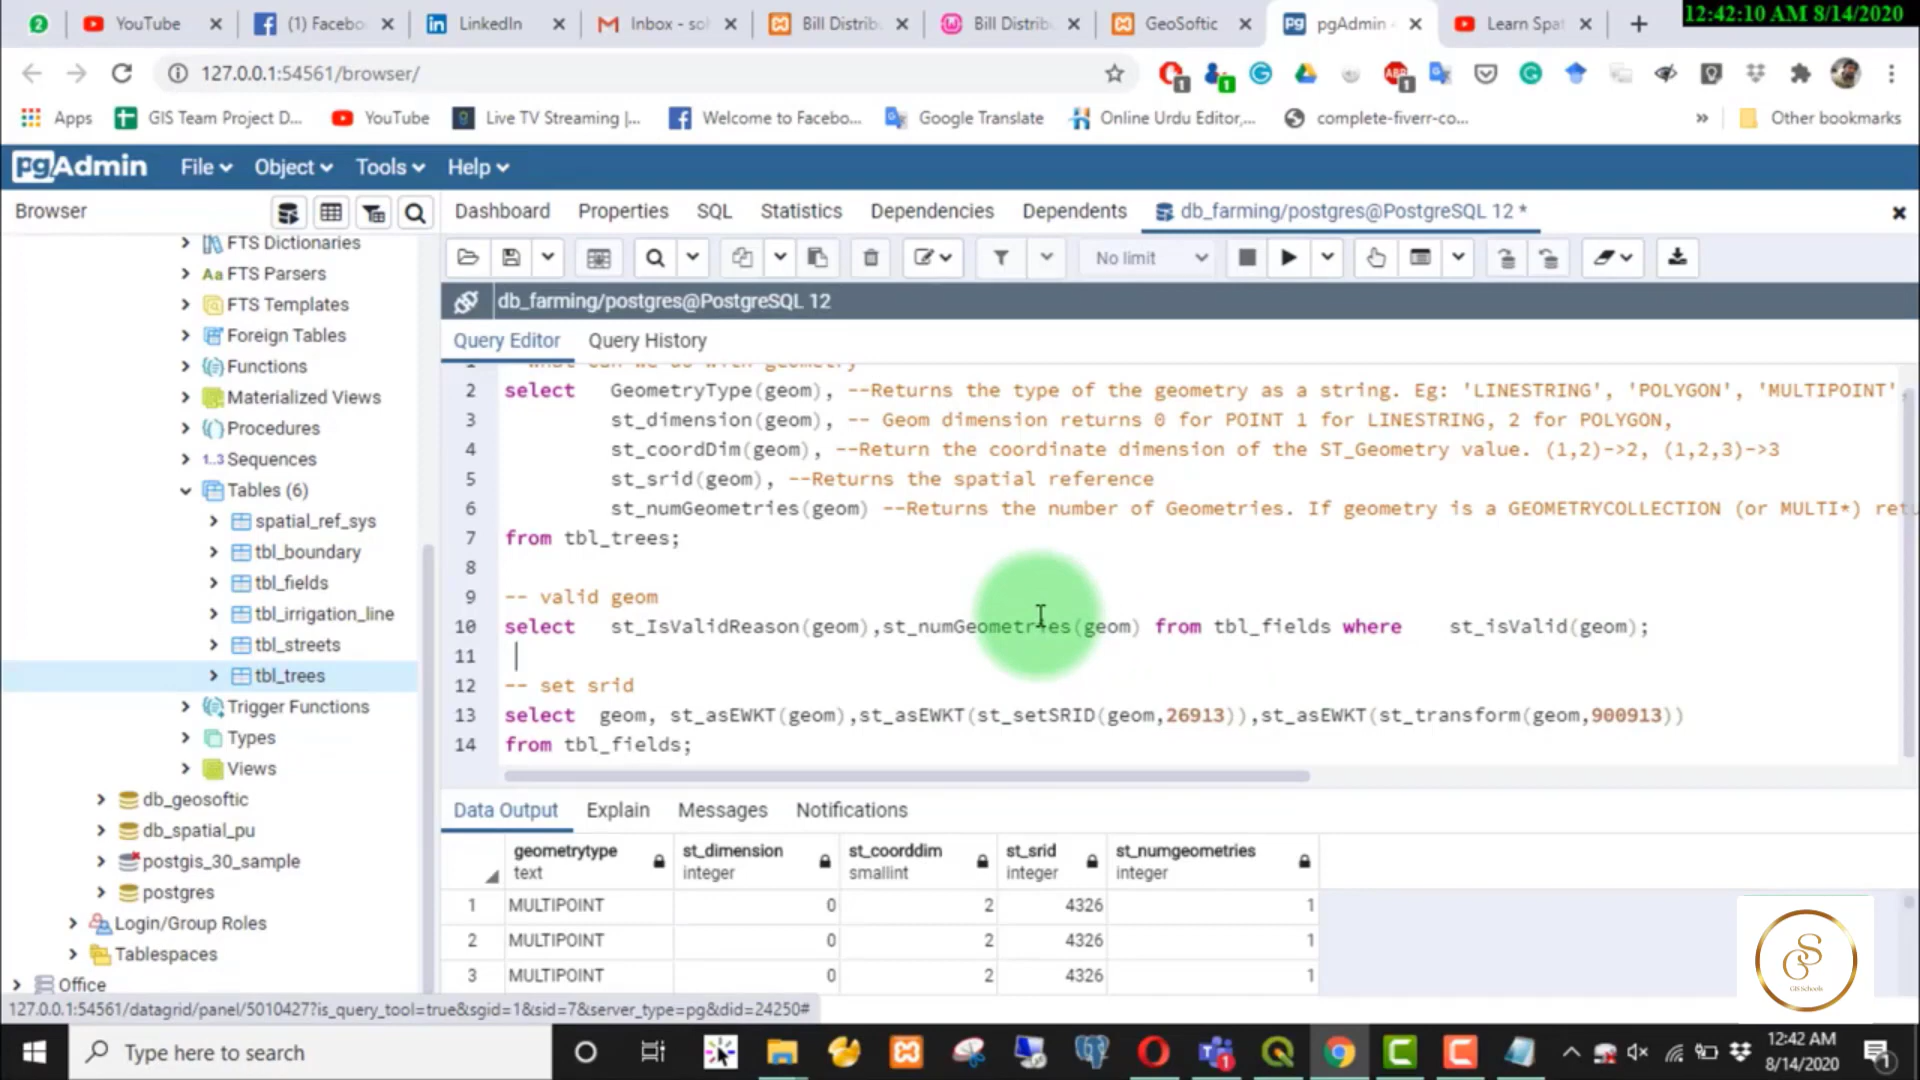 12:42:10 AM 8/14/2020
2 YouTube (1) Facebo LinkedIn Inbox - sol Bill Distrib Bill Distrib GeoSoftic pgAdmin Learn Spat
127.0.0.1:54561/browser/
Apps GIS Team Project D... YouTube Live TV Streaming |... Welcome to Facebo... Google Translate Online Urdu Editor,... complete-fiverr-co... » Other bookmarks
pgAdmin File Object Tools Help
Browser Dashboard Properties SQL Statistics Dependencies Dependents db_farming/postgres@PostgreSQL 12 *
No limit
db_farming/postgres@PostgreSQL 12
Query Editor Query History
FTS Dictionaries
FTS Parsers
FTS Templates
Foreign Tables
Functions
Materialized Views
Procedures
Sequences
Tables (6)
spatial_ref_sys
tbl_boundary
tbl_fields
tbl_irrigation_line
tbl_streets
tbl_trees
Trigger Functions
Types
Views
db_geosoftic
db_spatial_pu
postgis_30_sample
postgres
Login/Group Roles
Tablespaces
Office
1 what can we do with geometry
2 select GeometryType(geom), --Returns the type of the geometry as a string. Eg: 'LINESTRING', 'POLYGON', 'MULTIPOINT',
3 st_dimension(geom), -- Geom dimension returns 0 for POINT 1 for LINESTRING, 2 for POLYGON,
4 st_coordDim(geom), --Return the coordinate dimension of the ST_Geometry value. (1,2)->2, (1,2,3)->3
5 st_srid(geom), --Returns the spatial reference
6 st_numGeometries(geom) --Returns the number of Geometries. If geometry is a GEOMETRYCOLLECTION (or MULTI*) retu
7 from tbl_trees;
8
9 -- valid geom
10 select st_IsValidReason(geom),st_numGeometries(geom) from tbl_fields where st_isValid(geom);
11
12 -- set srid
13 select geom, st_asEWKT(geom),st_asEWKT(st_setSRID(geom,26913)),st_asEWKT(st_transform(geom,900913))
14 from tbl_fields;
Data Output Explain Messages Notifications
geometrytype st_dimension st_coorddim st_srid st_numgeometries
text integer smallint integer integer
1 MULTIPOINT 0 2 4326 1
2 MULTIPOINT 0 2 4326 1
3 MULTIPOINT 0 2 4326 1
GIS Schools
127.0.0.1:54561/datagrid/panel/5010427?is_query_tool=true&sgid=1&sid=7&server_type=pg&did=24250#
Type here to search
12:42 AM
8/14/2020